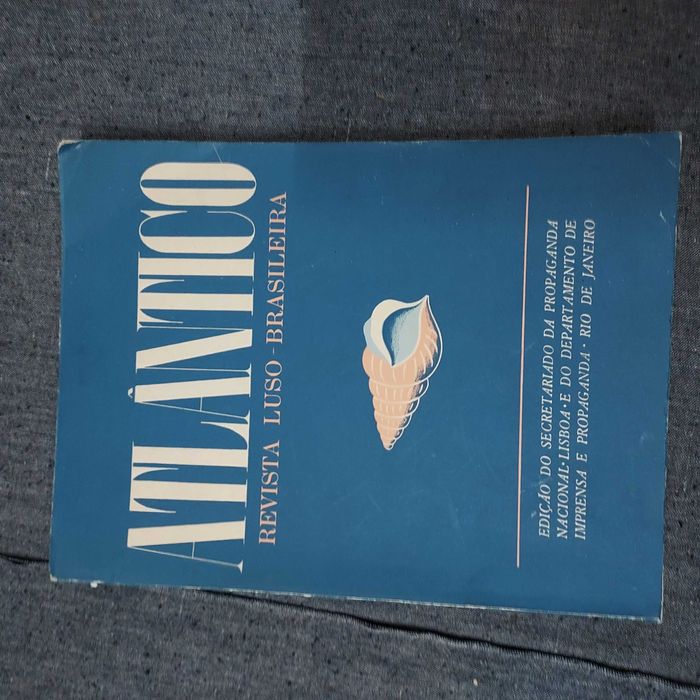 ATLÂNTICO
REVISTA LUSO-BRASILEIRA
EDIÇÃO DO SECRETARIADO DA PROPAGANDA
NACIONAL·LISBOA·E DO DEPARTAMENTO DE
IMPRENSA E PROPAGANDA·RIO DE JANEIRO